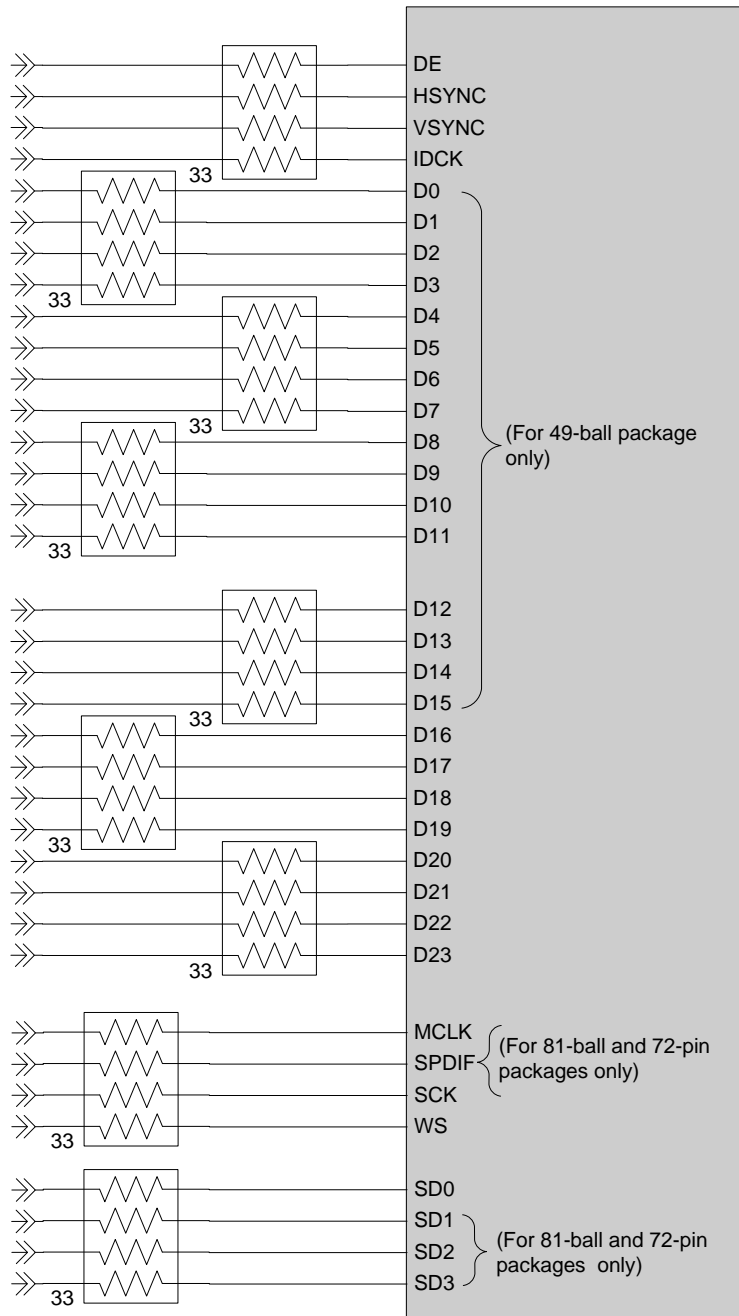 DE
HSYNC
VSYNC
IDCK
33
D0
D1
D2
D3
33
D4
D5
D6
D7
33
(For 49-ball package
only)
D8
D9
D10
D11
33
D12
D13
D14
D15
33
D16
D17
D18
D19
33
D20
D21
D22
D23
33
MCLK
SPDIF
SCK
WS
33
(For 81-ball and 72-pin
packages only)
SD0
SD1
SD2
SD3
33
(For 81-ball and 72-pin
packages only)